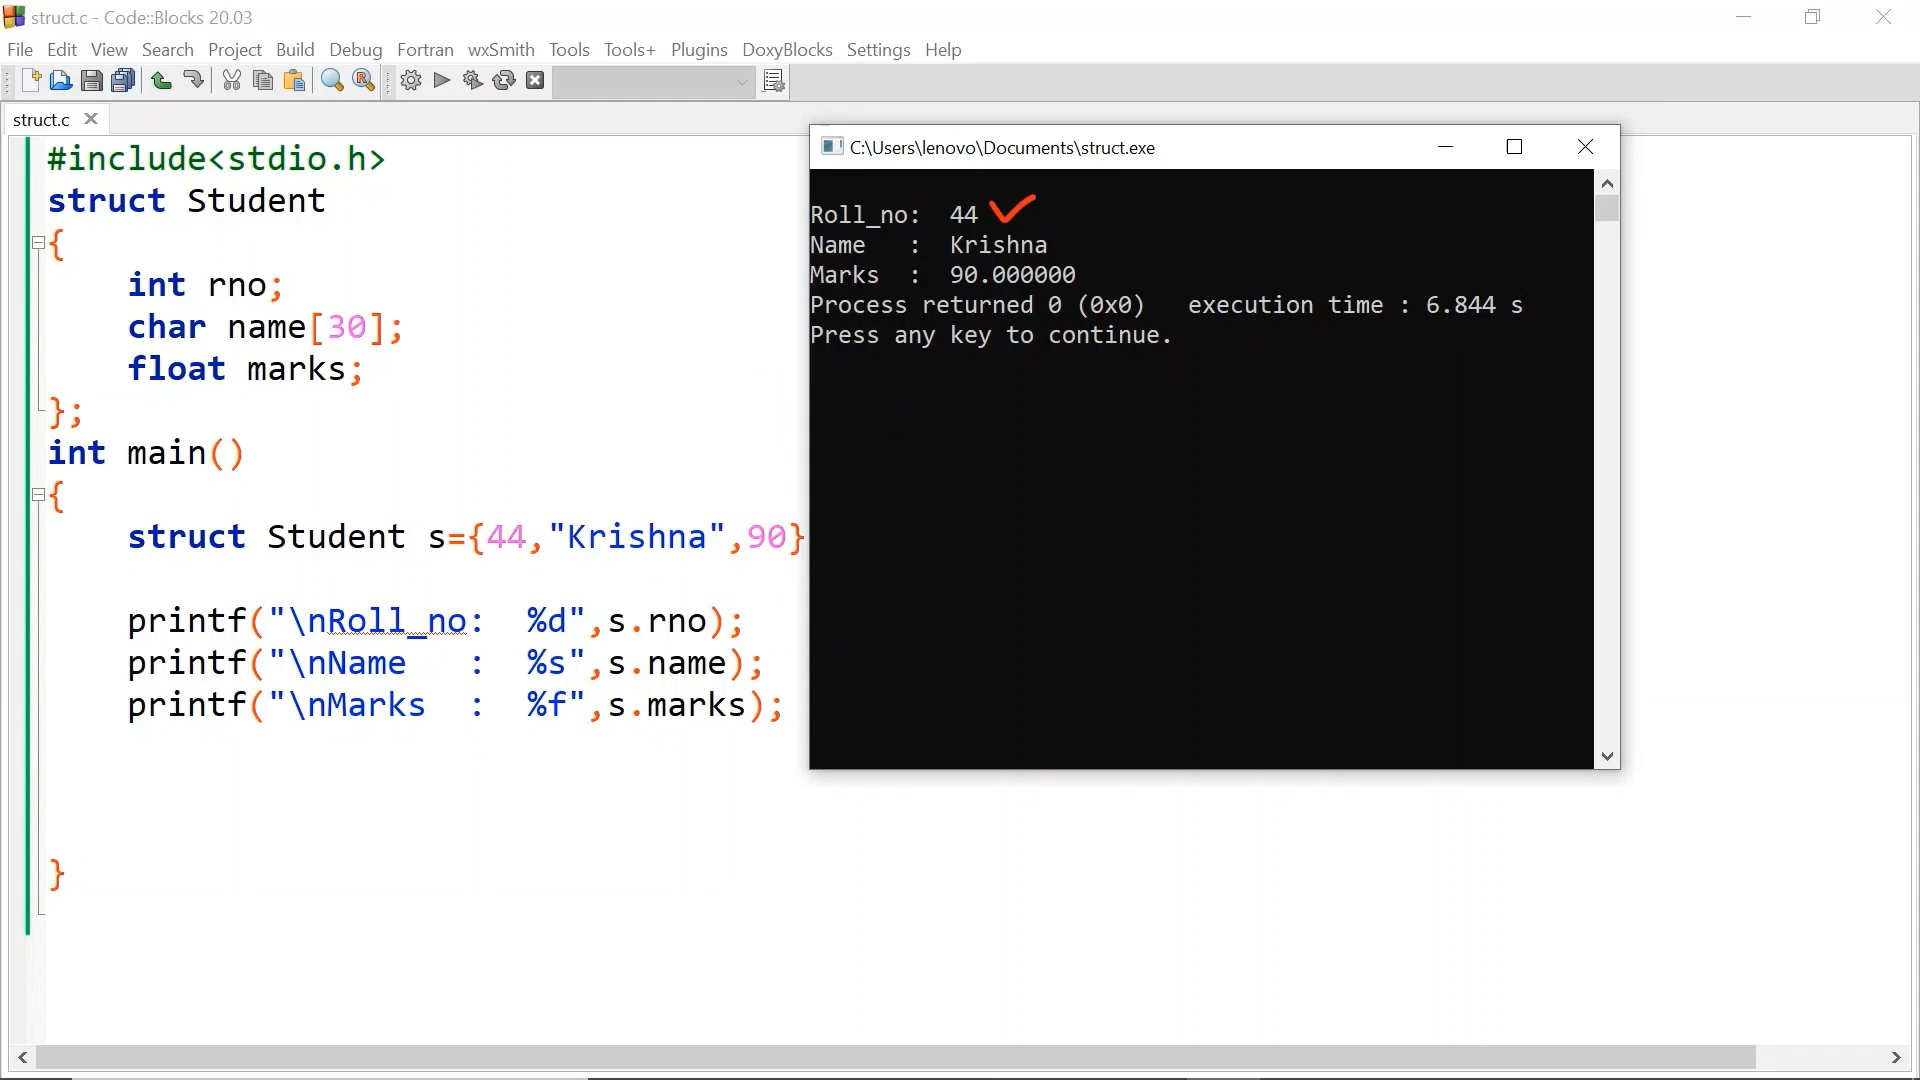 struct.c - Code::Blocks 20.03
File Edit View Search Project Build Debug Fortran wxSmith Tools Tools+ Plugins DoxyBlocks Settings Help
struct.c
#include<stdio.h>
struct Student
{
int rno;
char name[30];
float marks;
};
int main()
{
struct Student s={44,"Krishna",90}
printf("\nRoll_no:  %d",s.rno);
printf("\nName   :  %s",s.name);
printf("\nMarks  :  %f",s.marks);
}
C:\Users\lenovo\Documents\struct.exe
Roll_no:  44
Name   :  Krishna
Marks  :  90.000000
Process returned 0 (0x0)   execution time : 6.844 s
Press any key to continue.